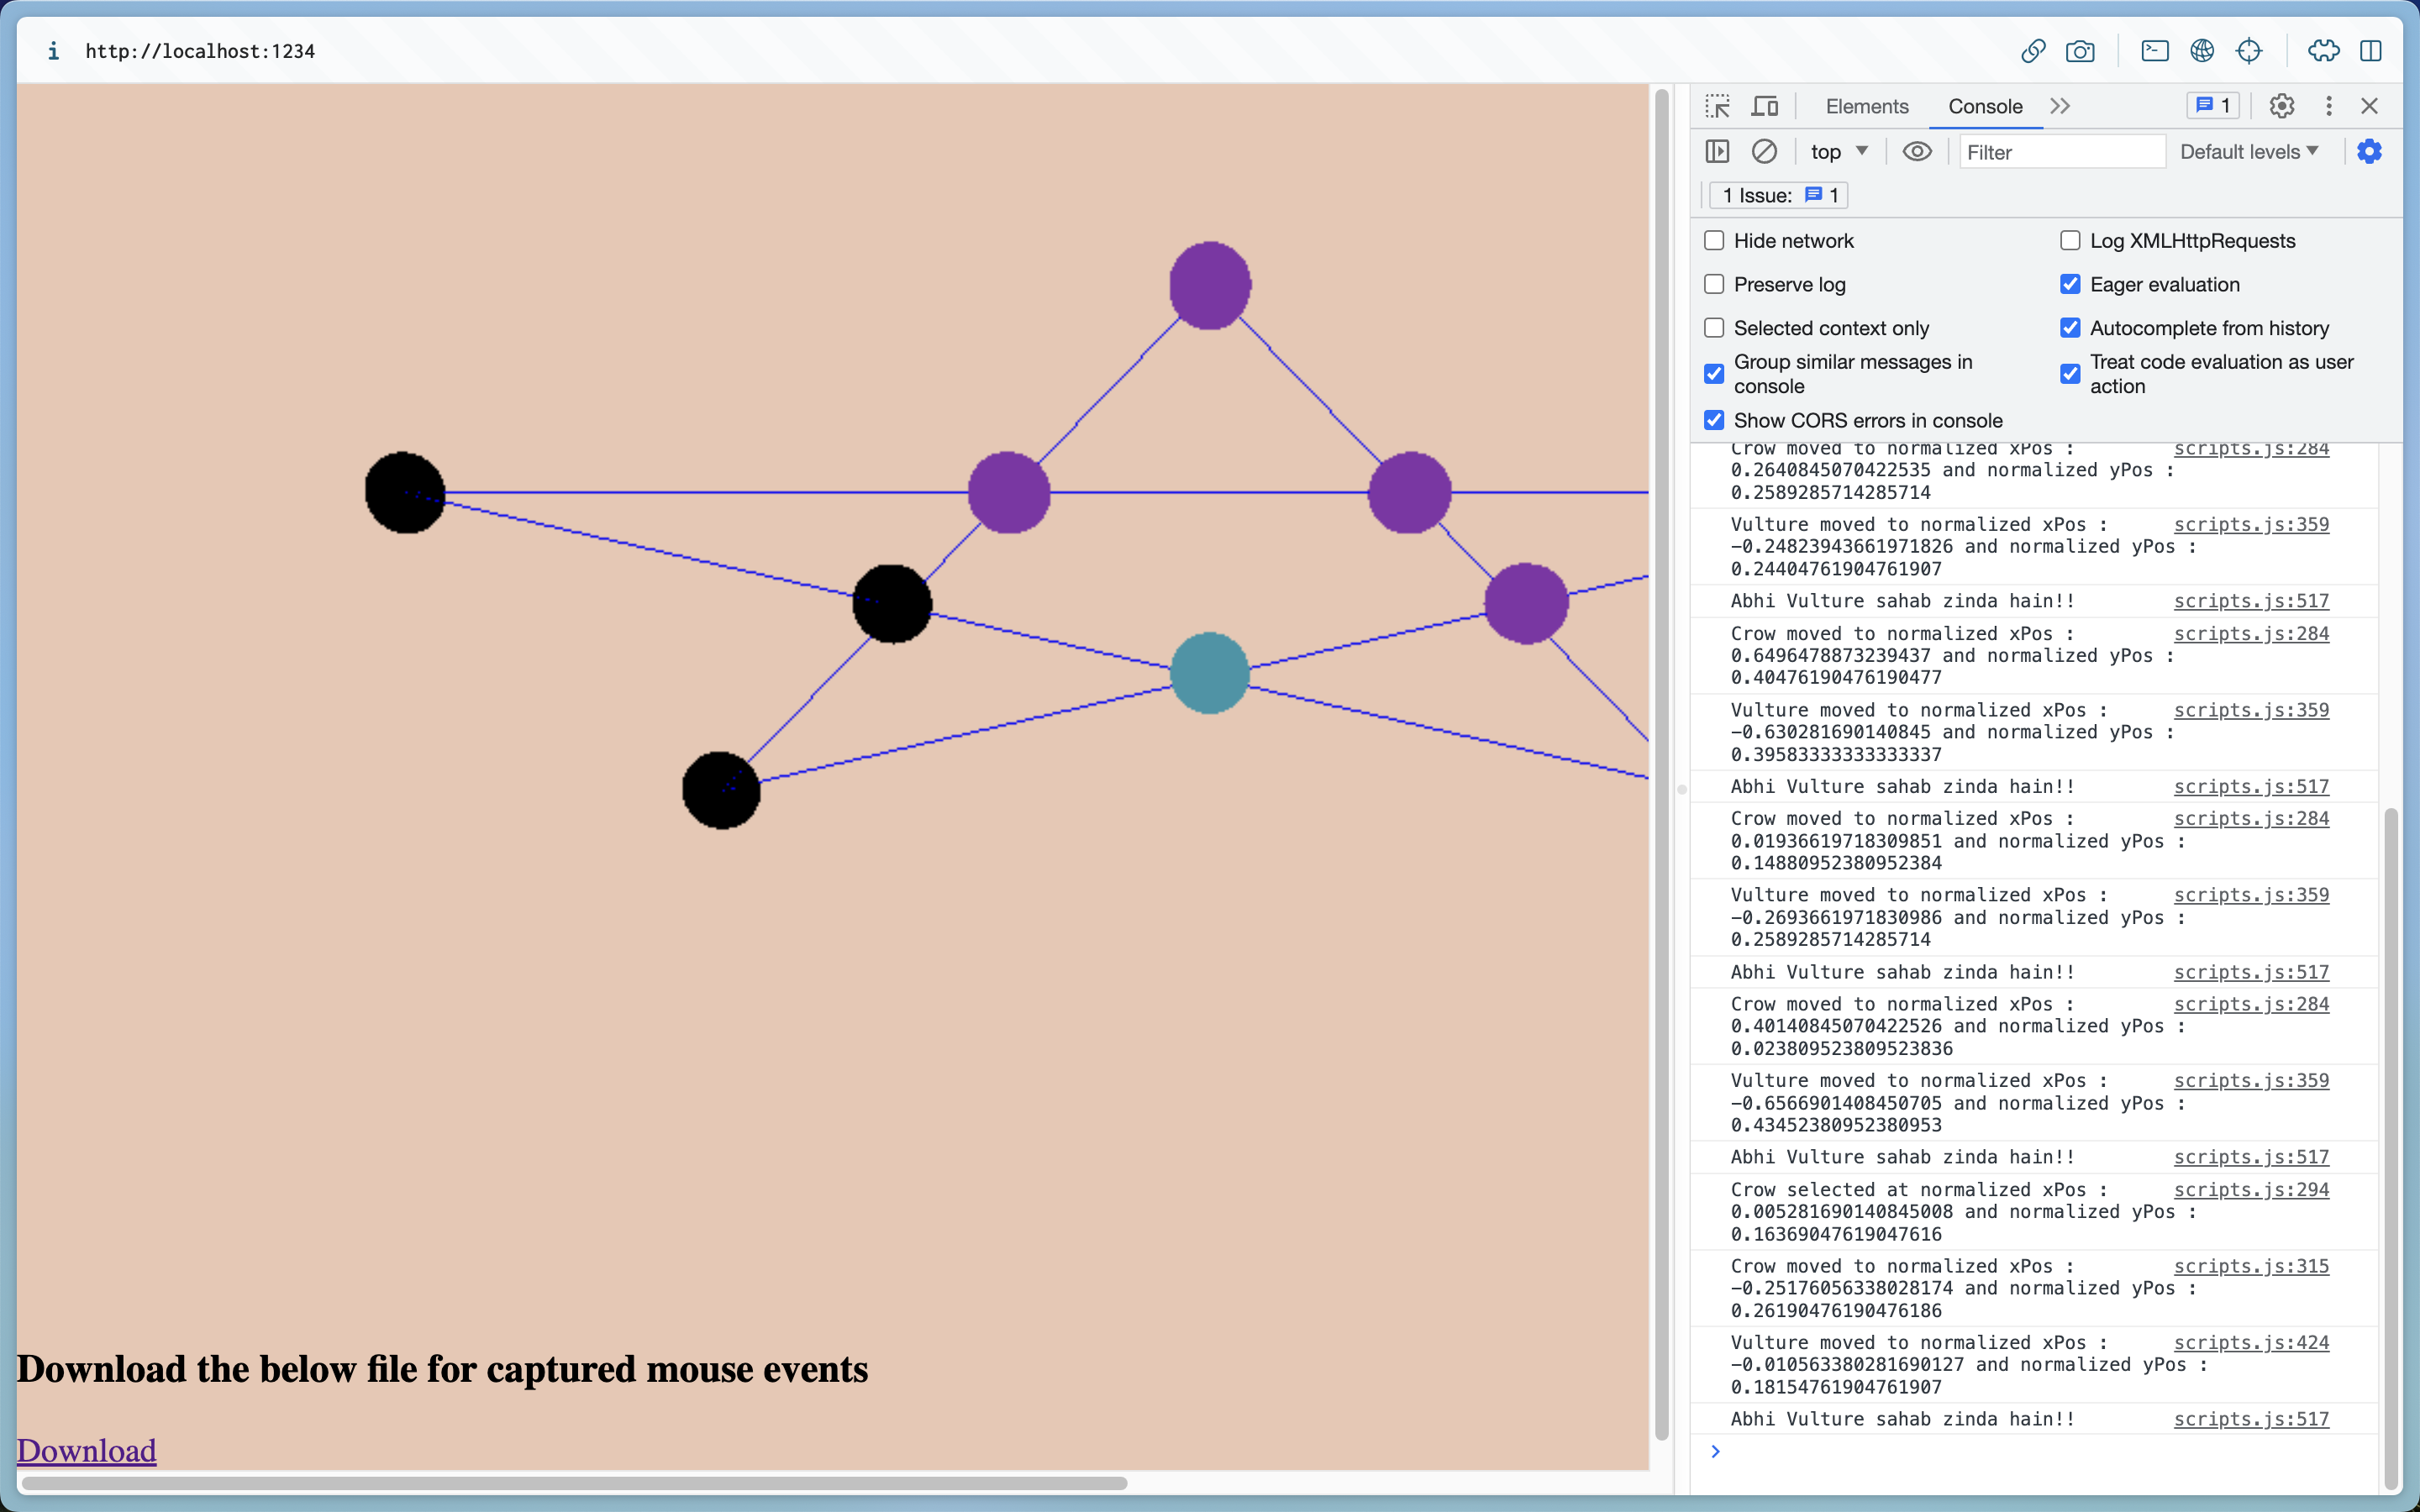 i http://localhost:1234
Elements Console 1
top Filter Default levels
1 Issue: 1
Hide network Log XMLHttpRequests
Preserve log Eager evaluation
Selected context only Autocomplete from history
Group similar messages in console Treat code evaluation as user action
Show CORS errors in console
Crow moved to normalized xPos : scripts.js:284
0.2640845070422535 and normalized yPos :
0.2589285714285714
Vulture moved to normalized xPos : scripts.js:359
-0.24823943661971826 and normalized yPos :
0.24404761904761907
Abhi Vulture sahab zinda hain!! scripts.js:517
Crow moved to normalized xPos : scripts.js:284
0.6496478873239437 and normalized yPos :
0.40476190476190477
Vulture moved to normalized xPos : scripts.js:359
-0.630281690140845 and normalized yPos :
0.39583333333333337
Abhi Vulture sahab zinda hain!! scripts.js:517
Crow moved to normalized xPos : scripts.js:284
0.01936619718309851 and normalized yPos :
0.14880952380952384
Vulture moved to normalized xPos : scripts.js:359
-0.2693661971830986 and normalized yPos :
0.2589285714285714
Abhi Vulture sahab zinda hain!! scripts.js:517
Crow moved to normalized xPos : scripts.js:284
0.40140845070422526 and normalized yPos :
0.023809523809523836
Vulture moved to normalized xPos : scripts.js:359
-0.6566901408450705 and normalized yPos :
0.43452380952380953
Abhi Vulture sahab zinda hain!! scripts.js:517
Crow selected at normalized xPos : scripts.js:294
0.005281690140845008 and normalized yPos :
0.16369047619047616
Crow moved to normalized xPos : scripts.js:315
-0.25176056338028174 and normalized yPos :
0.26190476190476186
Vulture moved to normalized xPos : scripts.js:424
-0.010563380281690127 and normalized yPos :
0.18154761904761907
Abhi Vulture sahab zinda hain!! scripts.js:517
Download the below file for captured mouse events
Download